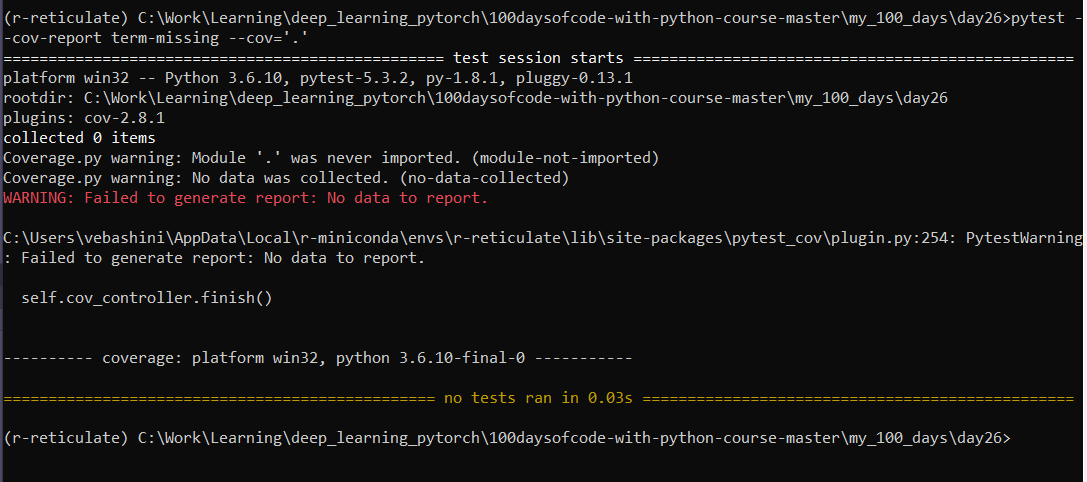 (r-reticulate) C:\Work\Learning\deep_learning_pytorch\100daysofcode-with-python-course-master\my_100_days\day26>pytest -
-cov-report term-missing --cov='.'
================================================= test session starts =================================================
platform win32 -- Python 3.6.10, pytest-5.3.2, py-1.8.1, pluggy-0.13.1
rootdir: C:\Work\Learning\deep_learning_pytorch\100daysofcode-with-python-course-master\my_100_days\day26
plugins: cov-2.8.1
collected 0 items
Coverage.py warning: Module '.' was never imported. (module-not-imported)
Coverage.py warning: No data was collected. (no-data-collected)
WARNING: Failed to generate report: No data to report.
C:\Users\vebashini\AppData\Local\r-miniconda\envs\r-reticulate\lib\site-packages\pytest_cov\plugin.py:254: PytestWarning
: Failed to generate report: No data to report.
self.cov_controller.finish()
---------- coverage: platform win32, python 3.6.10-final-0 -----------
================================================ no tests ran in 0.03s ================================================
(r-reticulate) C:\Work\Learning\deep_learning_pytorch\100daysofcode-with-python-course-master\my_100_days\day26>